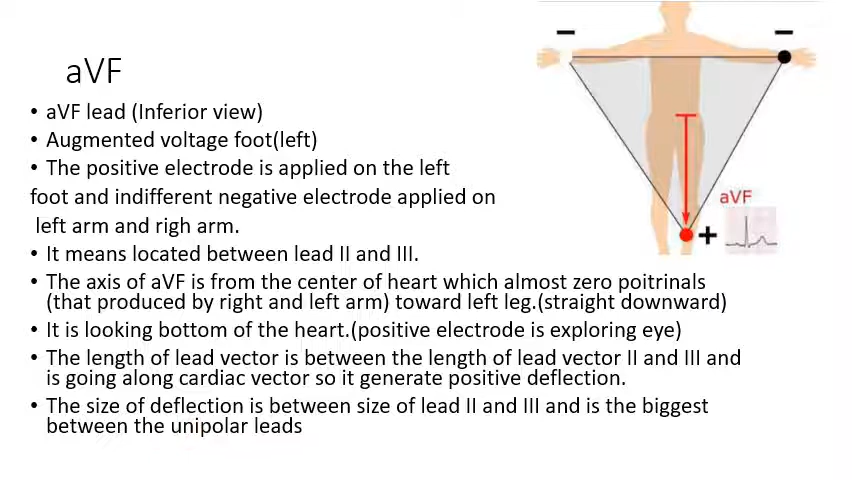 aVF
• aVF lead (Inferior view)
• Augmented voltage foot(left)
• The positive electrode is applied on the left
foot and indifferent negative electrode applied on
left arm and righ arm.
• It means located between lead II and III.
• The axis of aVF is from the center of heart which almost zero poitrinals
(that produced by right and left arm) toward left leg.(straight downward)
• It is looking bottom of the heart.(positive electrode is exploring eye)
• The length of lead vector is between the length of lead vector II and III and
is going along cardiac vector so it generate positive deflection.
• The size of deflection is between size of lead II and III and is the biggest
between the unipolar leads
− −
aVF
+